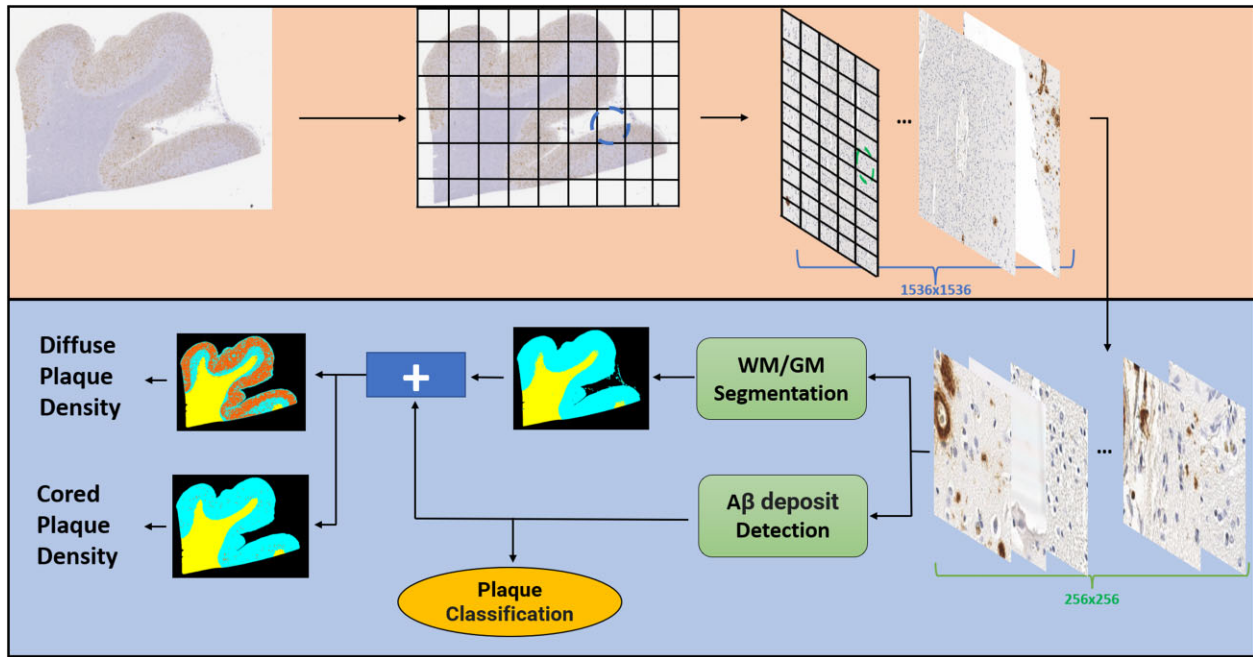 ...
1536x1536
Diffuse
Plaque
Density
+
WM/GM
Segmentation
Cored
Plaque
Density
Aβ deposit
Detection
...
Plaque
Classification
256x256